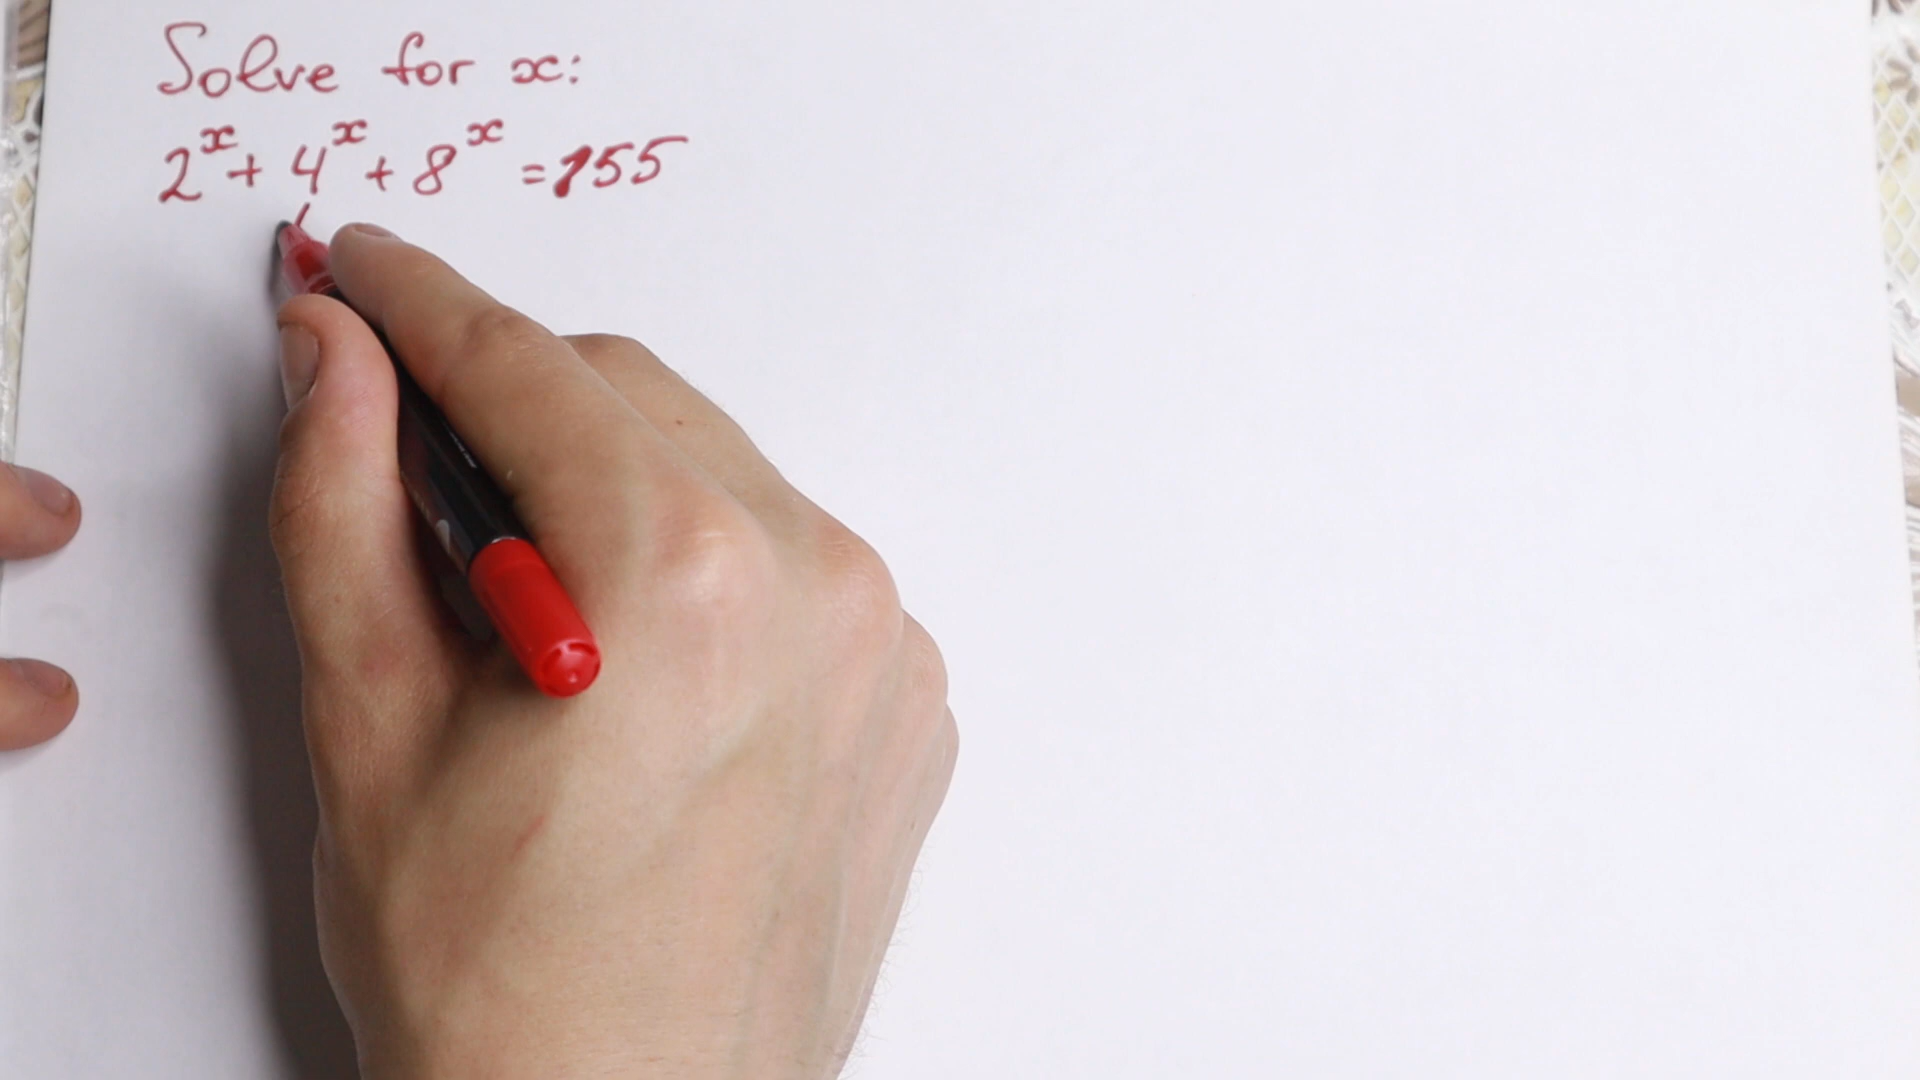 Solve for x:
2^x + 4^x + 8^x = 155